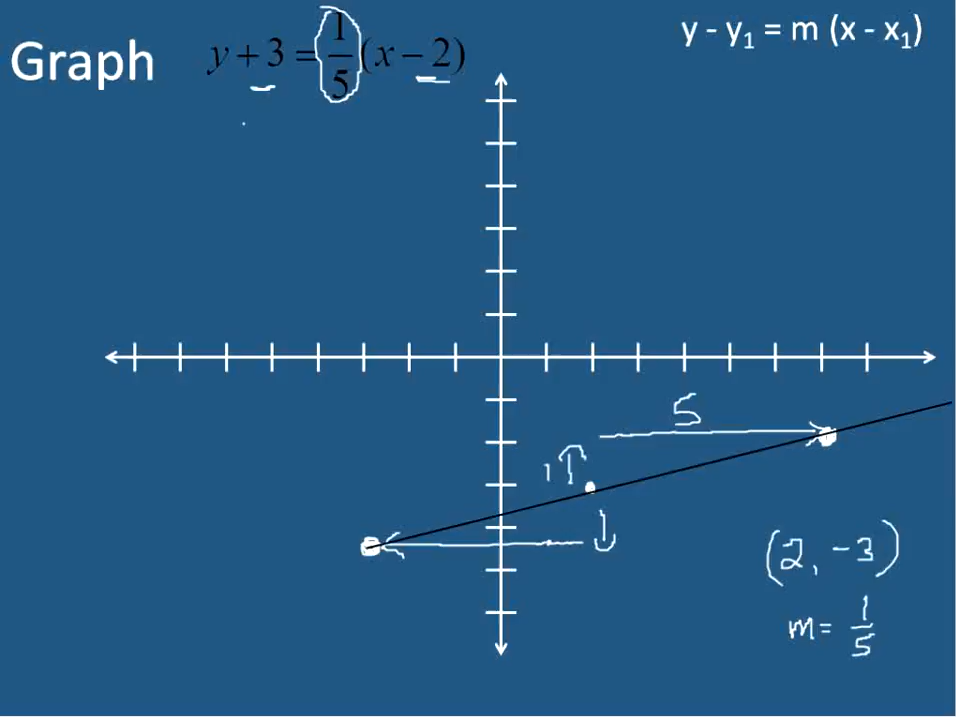 Graph y + 3 = 1/5 (x − 2)
y - y₁ = m (x - x₁)
5
1
(2, -3)
m = 1/5